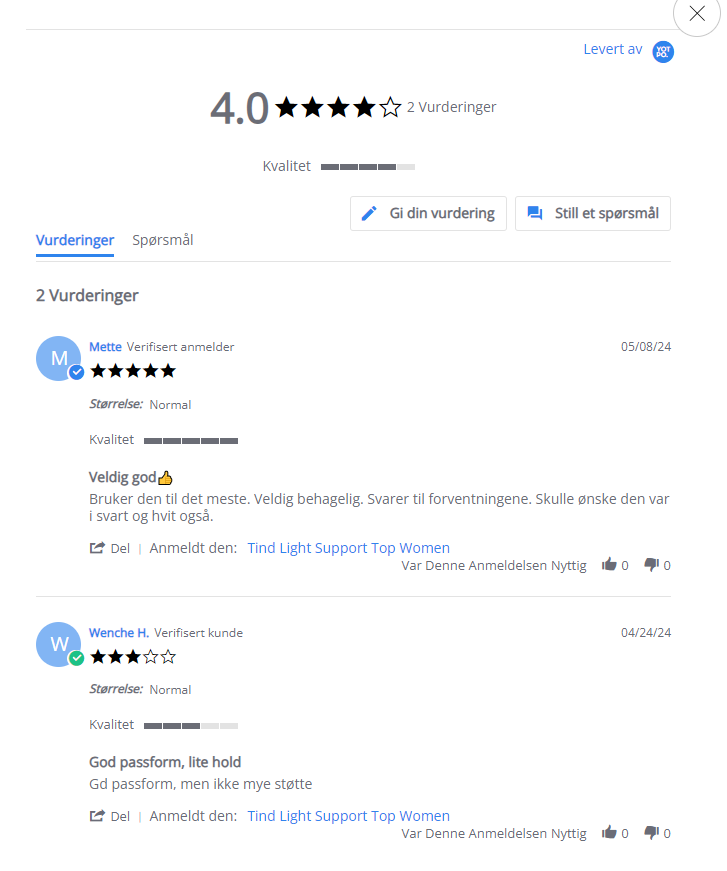 Levert av YOTPO.
4.0 2 Vurderinger
Kvalitet
Gi din vurdering Still et spørsmål
Vurderinger Spørsmål
2 Vurderinger
M Mette Verifisert anmelder 05/08/24
Størrelse: Normal
Kvalitet
Veldig god👍
Bruker den til det meste. Veldig behagelig. Svarer til forventningene. Skulle ønske den var
i svart og hvit også.
Del | Anmeldt den: Tind Light Support Top Women
Var Denne Anmeldelsen Nyttig 0 0
W Wenche H. Verifisert kunde 04/24/24
Størrelse: Normal
Kvalitet
God passform, lite hold
Gd passform, men ikke mye støtte
Del | Anmeldt den: Tind Light Support Top Women
Var Denne Anmeldelsen Nyttig 0 0